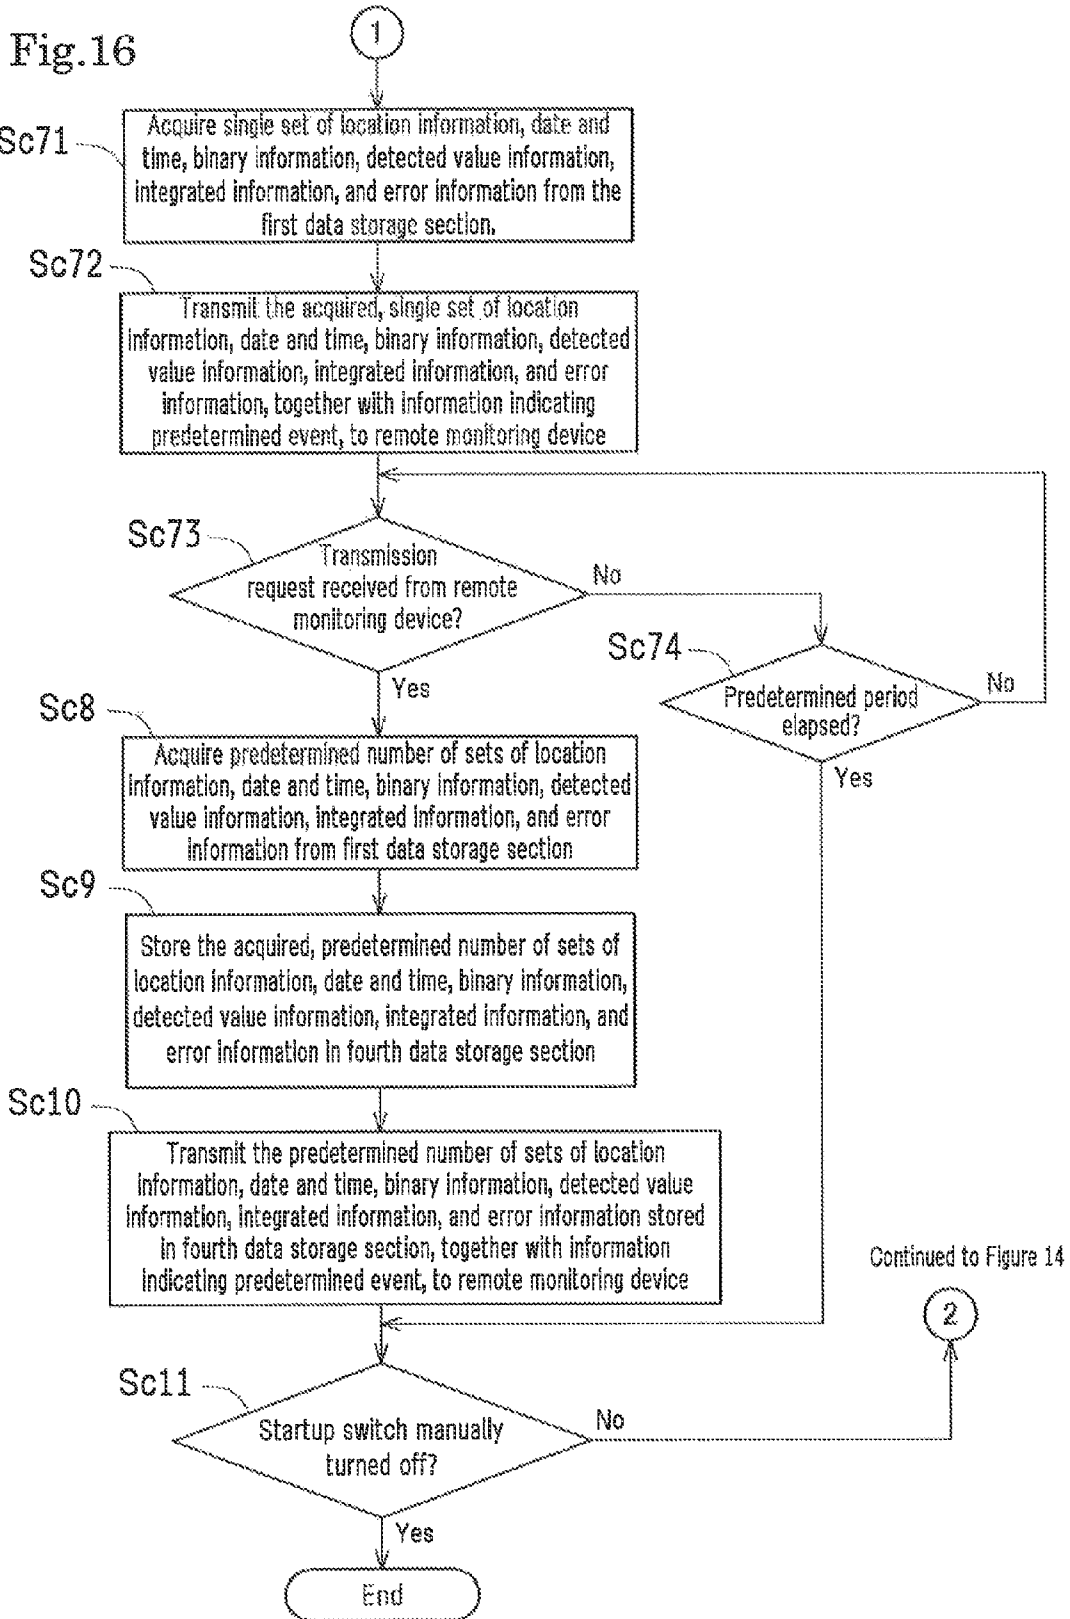 Fig.16
1
Sc71
Acquire single set of location information, date and
time, binary information, detected value information,
integrated information, and error information from the
first data storage section.
Sc72
Transmit the acquired, single set of location
information, date and time, binary information, detected
value information, integrated information, and error
information, together with information indicating
predetermined event, to remote monitoring device
Sc73
Transmission
request received from remote
monitoring device?
No
Yes
Sc74
Predetermined period
elapsed?
No
Yes
Sc8
Acquire predetermined number of sets of location
information, date and time, binary information, detected
value information, integrated information, and error
information from first data storage section
Sc9
Store the acquired, predetermined number of sets of
location information, date and time, binary information,
detected value information, integrated information, and
error information in fourth data storage section
Sc10
Transmit the predetermined number of sets of location
information, date and time, binary information, detected value
information, integrated information, and error information stored
in fourth data storage section, together with information
indicating predetermined event, to remote monitoring device
Continued to Figure 14
2
Sc11
Startup switch manually
turned off?
No
Yes
End